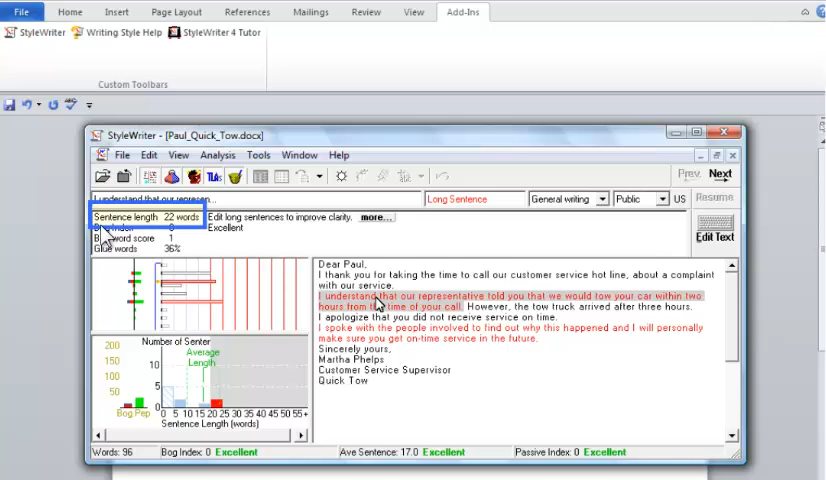 File Home Insert Page Layout References Mailings Review View Add-Ins
StyleWriter Writing Style Help StyleWriter 4 Tutor
Custom Toolbars
StyleWriter - [Paul_Quick_Tow.docx]
File Edit View Analysis Tools Window Help
TLAs Prev. Next
I understand that our represen... Long Sentence General writing Public US Resume
Sentence length 22 words Edit long sentences to improve clarity. more...
Index 0 Excellent
word score 1
Glue words 36%
Edit Text
Dear Paul,
I thank you for taking the time to call our customer service hot line, about a complaint
with our service.
I understand that our representative told you that we would tow your car within two
hours from the time of your call. However, the tow truck arrived after three hours.
I apologize that you did not receive service on time.
I spoke with the people involved to find out why this happened and I will personally
make sure you get on-time service in the future.
Sincerely yours,
Martha Phelps
Customer Service Supervisor
Quick Tow
Number of Senter
Average
Length
200
150
100
50
Bog Pep
10
5
0
0 5 10 15 20 25 30 35 40 45 50 55+
Sentence Length (words)
Words: 96 Bog Index: 0 Excellent Ave Sentence: 17.0 Excellent Passive Index: 0 Excellent